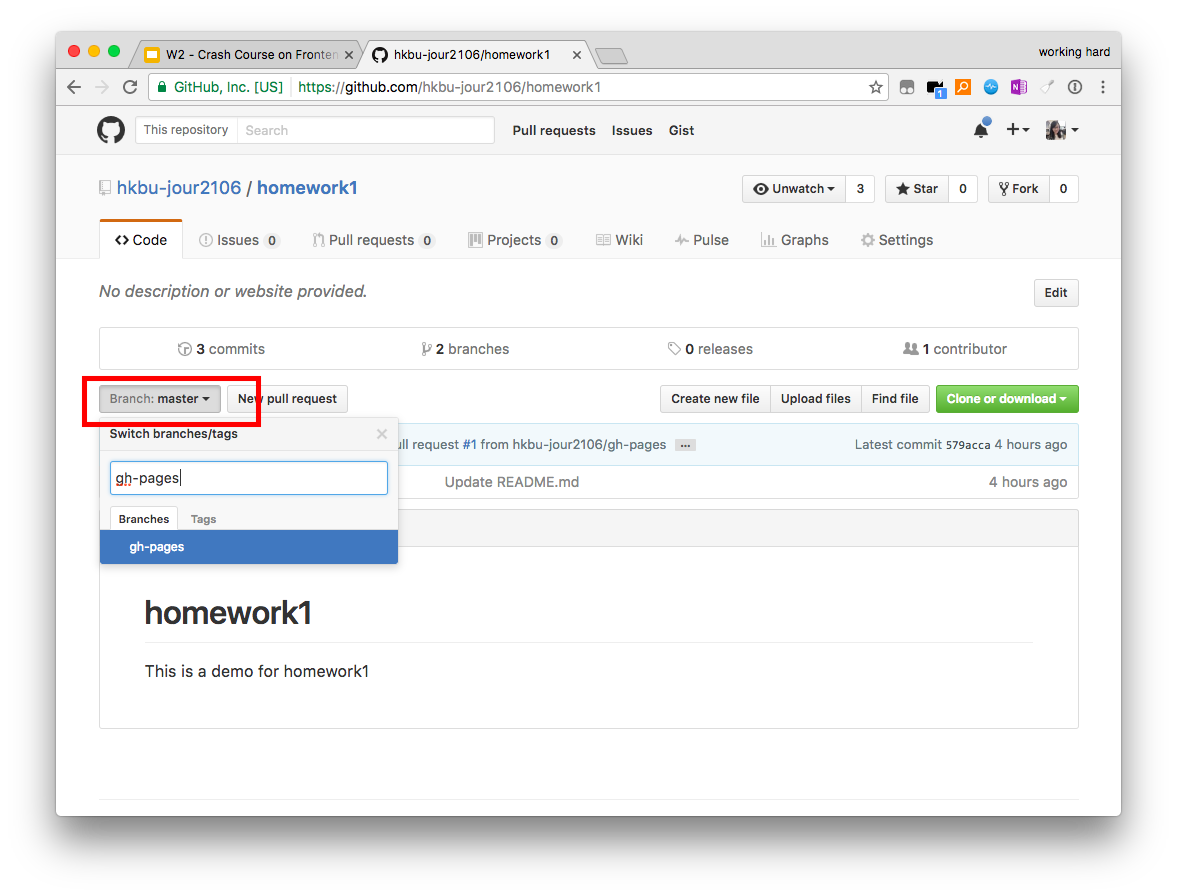 W2 - Crash Course on Fronten
hkbu-jour2106/homework1
working hard
GitHub, Inc. [US] https://github.com/hkbu-jour2106/homework1
1
This repository Search Pull requests Issues Gist
hkbu-jour2106 / homework1
Unwatch 3 Star 0 Fork 0
Code Issues 0 Pull requests 0 Projects 0 Wiki Pulse Graphs Settings
No description or website provided.
Edit
3 commits 2 branches 0 releases 1 contributor
Branch: master New pull request Create new file Upload files Find file Clone or download
Switch branches/tags
ull request #1 from hkbu-jour2106/gh-pages ... Latest commit 579acca 4 hours ago
gh-pages
Update README.md 4 hours ago
Branches Tags
gh-pages
homework1
This is a demo for homework1